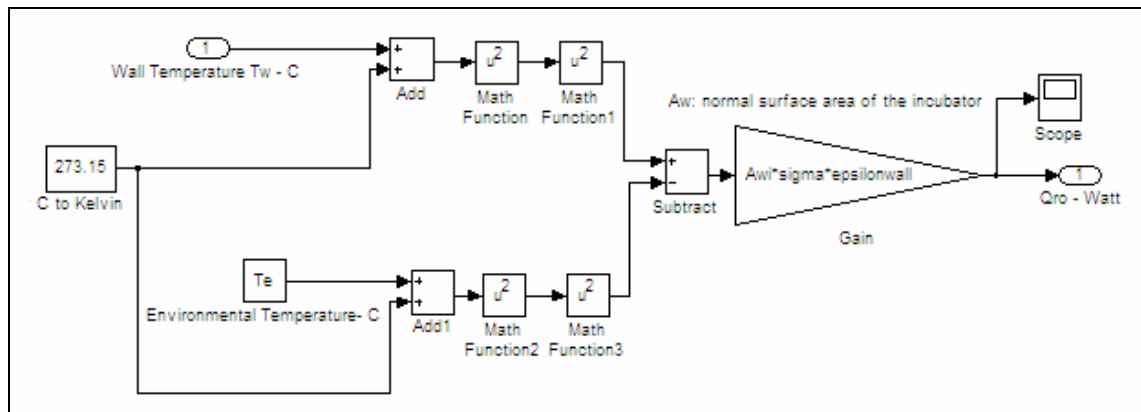 1
Wall Temperature Tw - C
+
+
Add
u2
Math
Function
u2
Math
Function1
Aw: normal surface area of the incubator
Scope
273.15
C to Kelvin
+
−
Subtract
Awi*sigma*epsilonwall
Gain
1
Qro - Watt
Te
Environmental Temperature- C
+
+
Add1
u2
Math
Function2
u2
Math
Function3